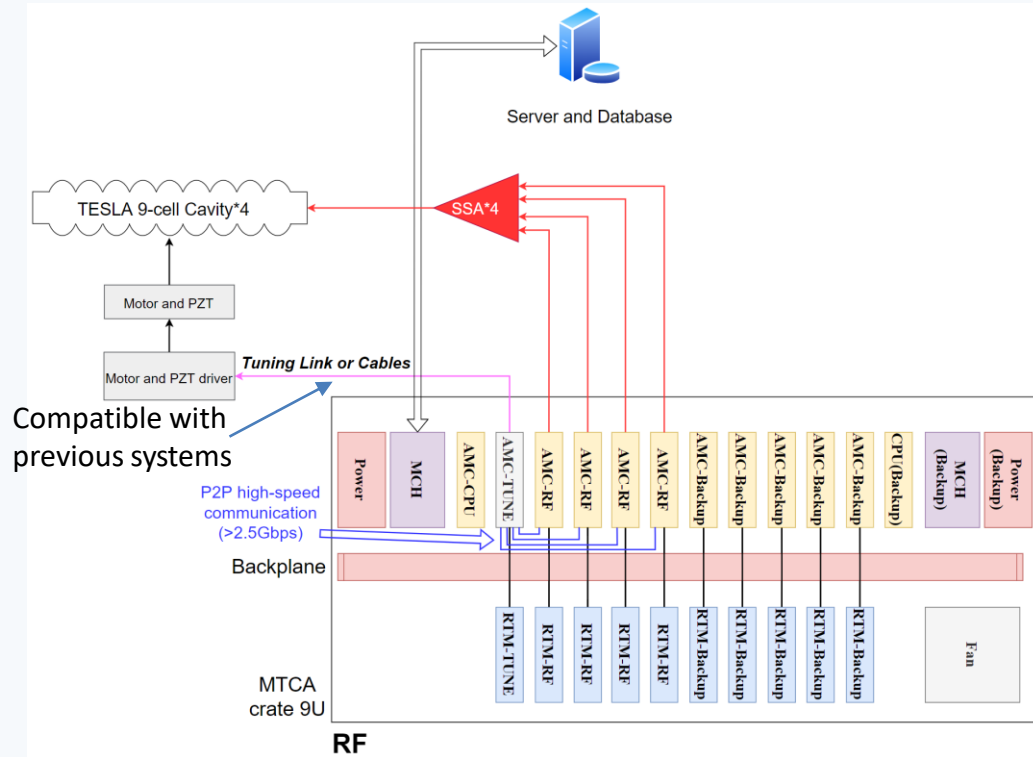 Server and Database
TESLA 9-cell Cavity*4
SSA*4
Motor and PZT
Tuning Link or Cables
Motor and PZT driver
Compatible with
previous systems
Power
MCH
AMC-CPU
AMC-TUNE
AMC-RF
AMC-RF
AMC-RF
AMC-RF
AMC-Backup
AMC-Backup
AMC-Backup
AMC-Backup
AMC-Backup
CPU(Backup)
MCH
(Backup)
Power
(Backup)
P2P high-speed
communication
(>2.5Gbps)
Backplane
RTM-TUNE
RTM-RF
RTM-RF
RTM-RF
RTM-RF
RTM-Backup
RTM-Backup
RTM-Backup
RTM-Backup
RTM-Backup
Fan
MTCA
crate 9U
RF